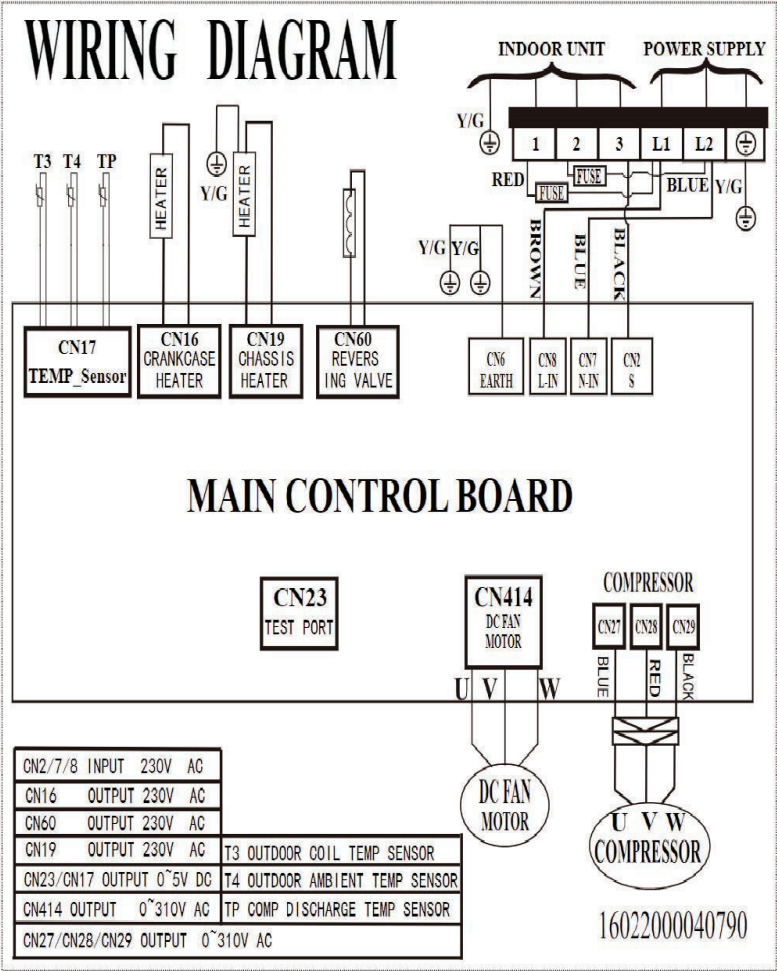 WIRING DIAGRAM
INDOOR UNIT POWER SUPPLY
Y/G
1 2 3 L1 L2
RED FUSE FUSE BLUE Y/G
T3 T4 TP
HEATER
Y/G
HEATER
Y/G Y/G
BROWN
BLUE
BLACK
CN17
TEMP_Sensor
CN16
CRANKCASE
HEATER
CN19
CHASSIS
HEATER
CN60
REVERS
ING VALVE
CN6
EARTH
CN8
L-IN
CN7
N-IN
CN2
S
MAIN CONTROL BOARD
CN23
TEST PORT
CN414
DC FAN
MOTOR
U V W
DC FAN
MOTOR
COMPRESSOR
CN27 CN28 CN29
BLUE
RED
BLACK
U V W
COMPRESSOR
CN2/7/8 INPUT 230V AC
CN16 OUTPUT 230V AC
CN60 OUTPUT 230V AC
CN19 OUTPUT 230V AC T3 OUTDOOR COIL TEMP SENSOR
CN23/CN17 OUTPUT 0~5V DC T4 OUTDOOR AMBIENT TEMP SENSOR
CN414 OUTPUT 0~310V AC TP COMP DISCHARGE TEMP SENSOR
CN27/CN28/CN29 OUTPUT 0~310V AC
16022000040790